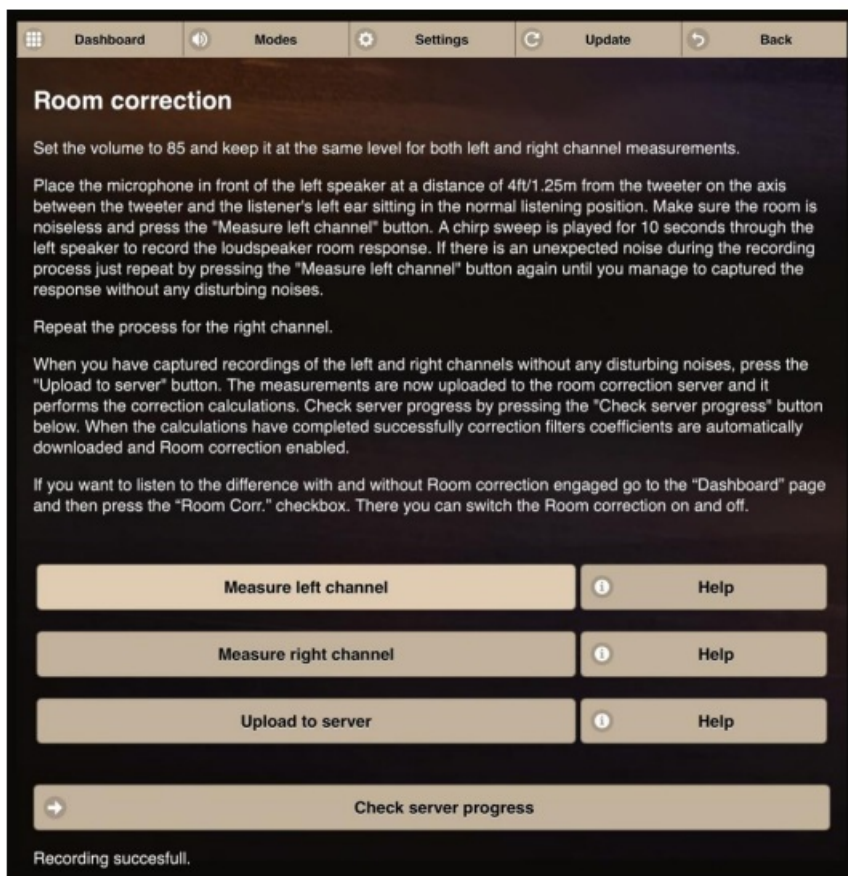 Dashboard Modes Settings Update Back
Room correction
Set the volume to 85 and keep it at the same level for both left and right channel measurements.
Place the microphone in front of the left speaker at a distance of 4ft/1.25m from the tweeter on the axis
between the tweeter and the listener's left ear sitting in the normal listening position. Make sure the room is
noiseless and press the "Measure left channel" button. A chirp sweep is played for 10 seconds through the
left speaker to record the loudspeaker room response. If there is an unexpected noise during the recording
process just repeat by pressing the "Measure left channel" button again until you manage to captured the
response without any disturbing noises.
Repeat the process for the right channel.
When you have captured recordings of the left and right channels without any disturbing noises, press the
"Upload to server" button. The measurements are now uploaded to the room correction server and it
performs the correction calculations. Check server progress by pressing the "Check server progress" button
below. When the calculations have completed successfully correction filters coefficients are automatically
downloaded and Room correction enabled.
If you want to listen to the difference with and without Room correction engaged go to the “Dashboard” page
and then press the “Room Corr.” checkbox. There you can switch the Room correction on and off.
Measure left channel Help
Measure right channel Help
Upload to server Help
Check server progress
Recording succesfull.